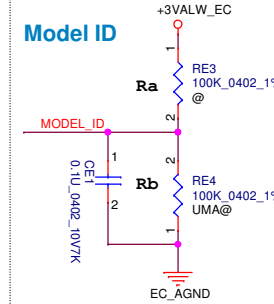 +3VALW_EC
Model ID
1
Ra
RE3
100K_0402_1%
@
2
MODEL_ID
1
CE1
0.1U_0402_10V7K
2
2
Rb
RE4
100K_0402_1%
UMA@
1
EC_AGND